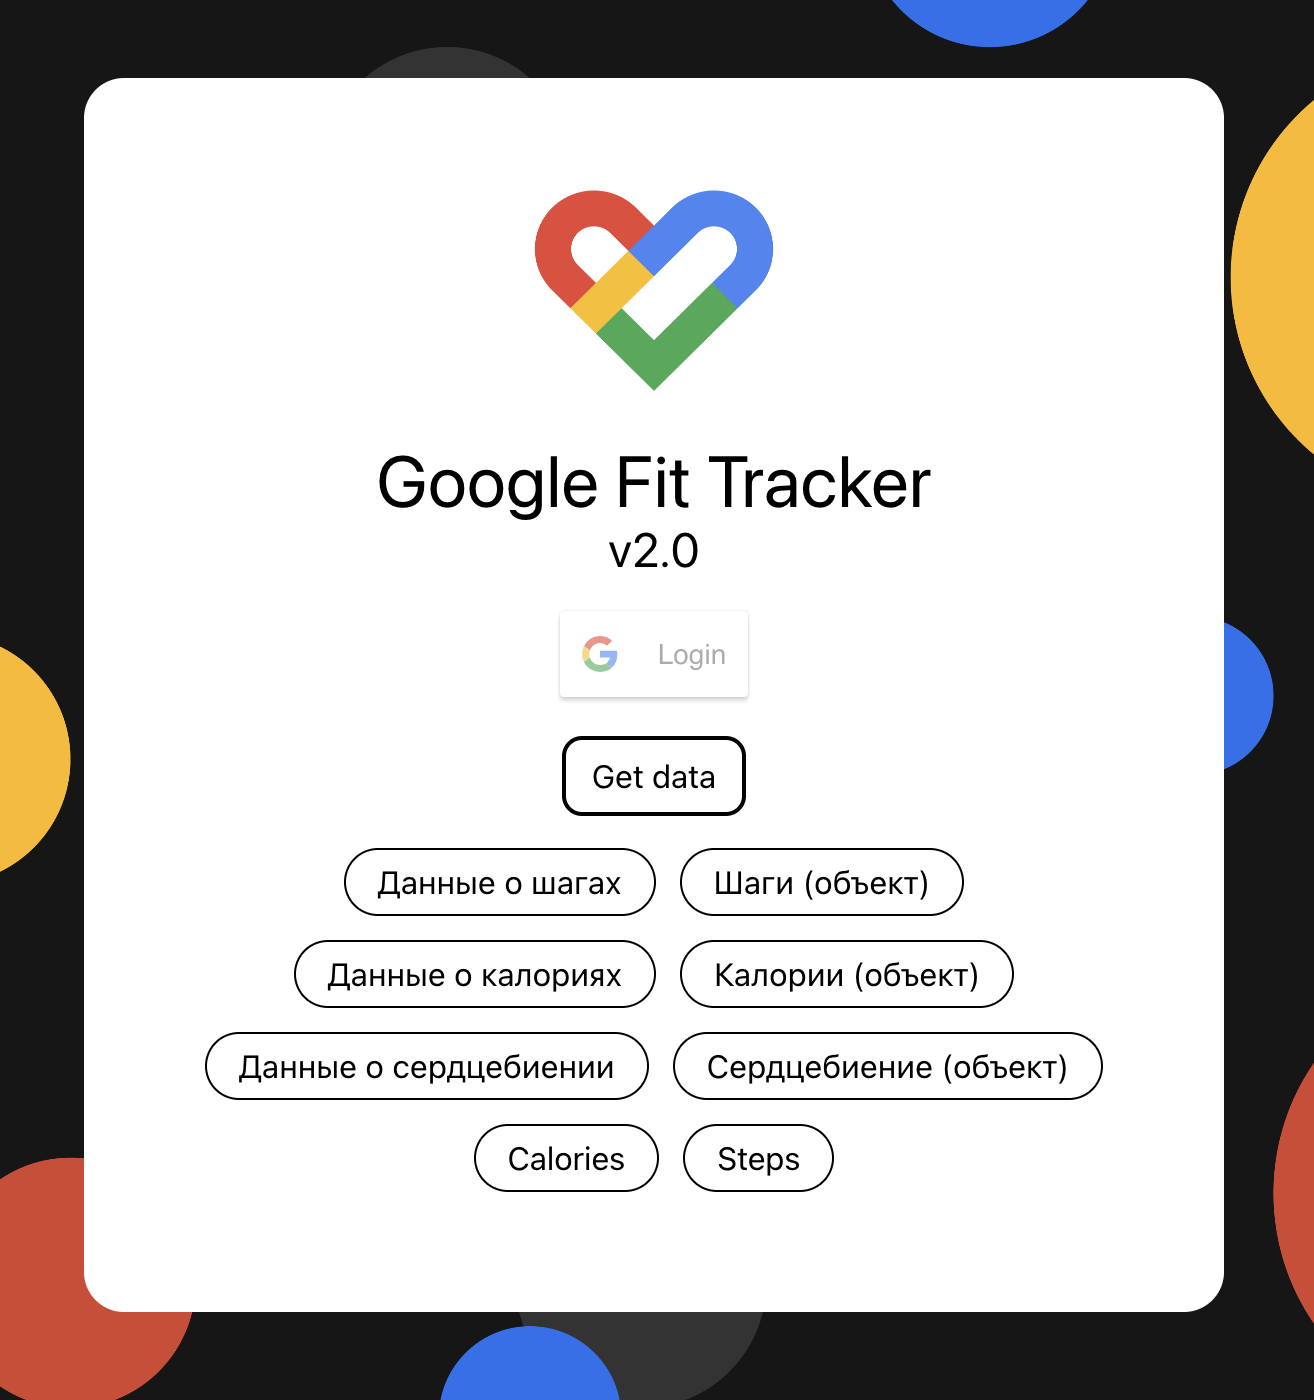 Google Fit Tracker
v2.0
Login
Get data
Данные о шагах
Шаги (объект)
Данные о калориях
Калории (объект)
Данные о сердцебиении
Сердцебиение (объект)
Calories
Steps